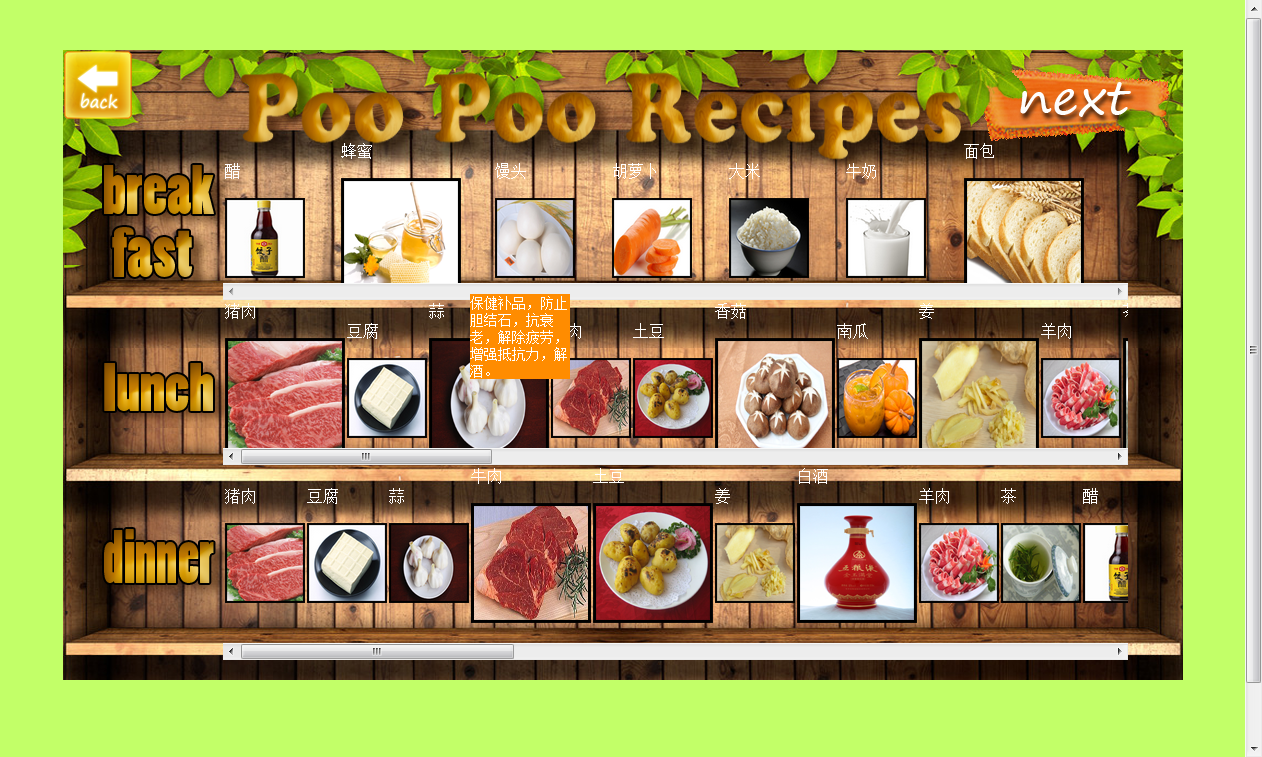 back
Poo Poo Recipes
next
break
fast
醋
蜂蜜
馒头
胡萝卜
大米
牛奶
面包
lunch
猪肉
豆腐
蒜
肉
土豆
香菇
南瓜
姜
羊肉
保健补品，防止
胆结石，抗衰
老，解除疲劳，
增强抵抗力，解
酒。
dinner
猪肉
豆腐
蒜
牛肉
土豆
姜
白酒
羊肉
茶
醋